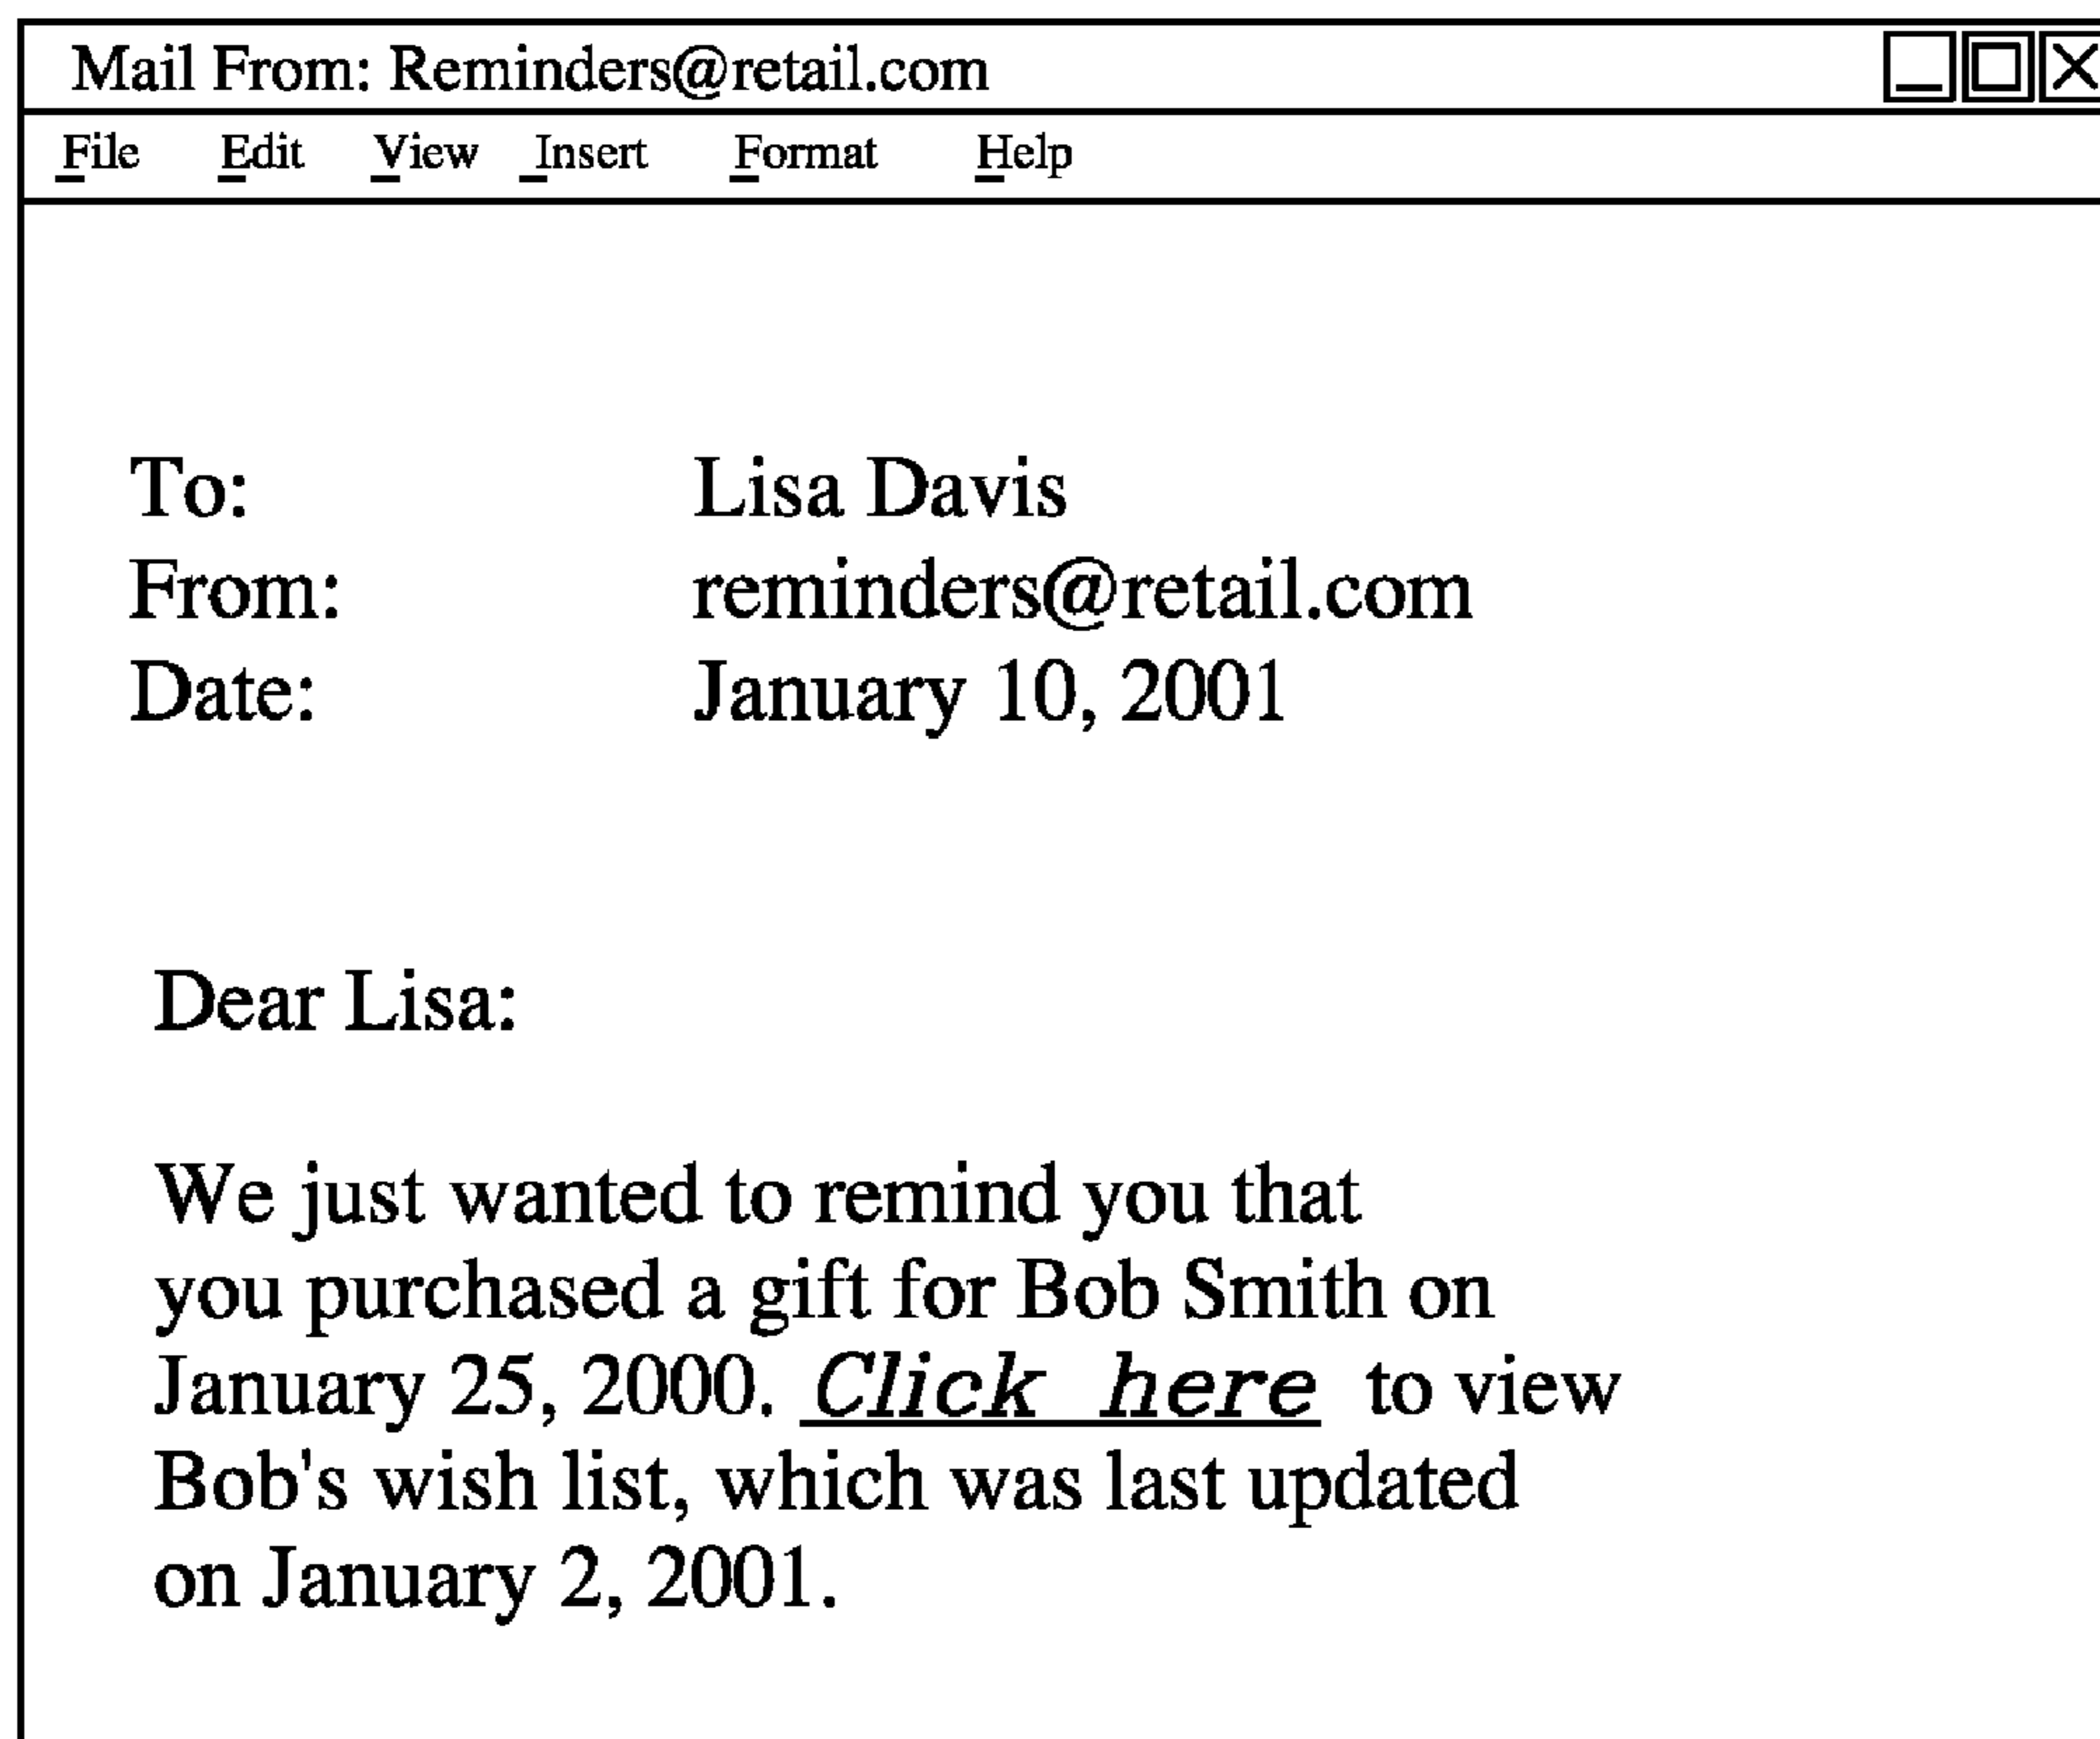 Mail From: Reminders@retail.com
File Edit View Insert Format Help
To: Lisa Davis
From: reminders@retail.com
Date: January 10, 2001
Dear Lisa:
We just wanted to remind you that
you purchased a gift for Bob Smith on
January 25, 2000. Click here to view
Bob's wish list, which was last updated
on January 2, 2001.